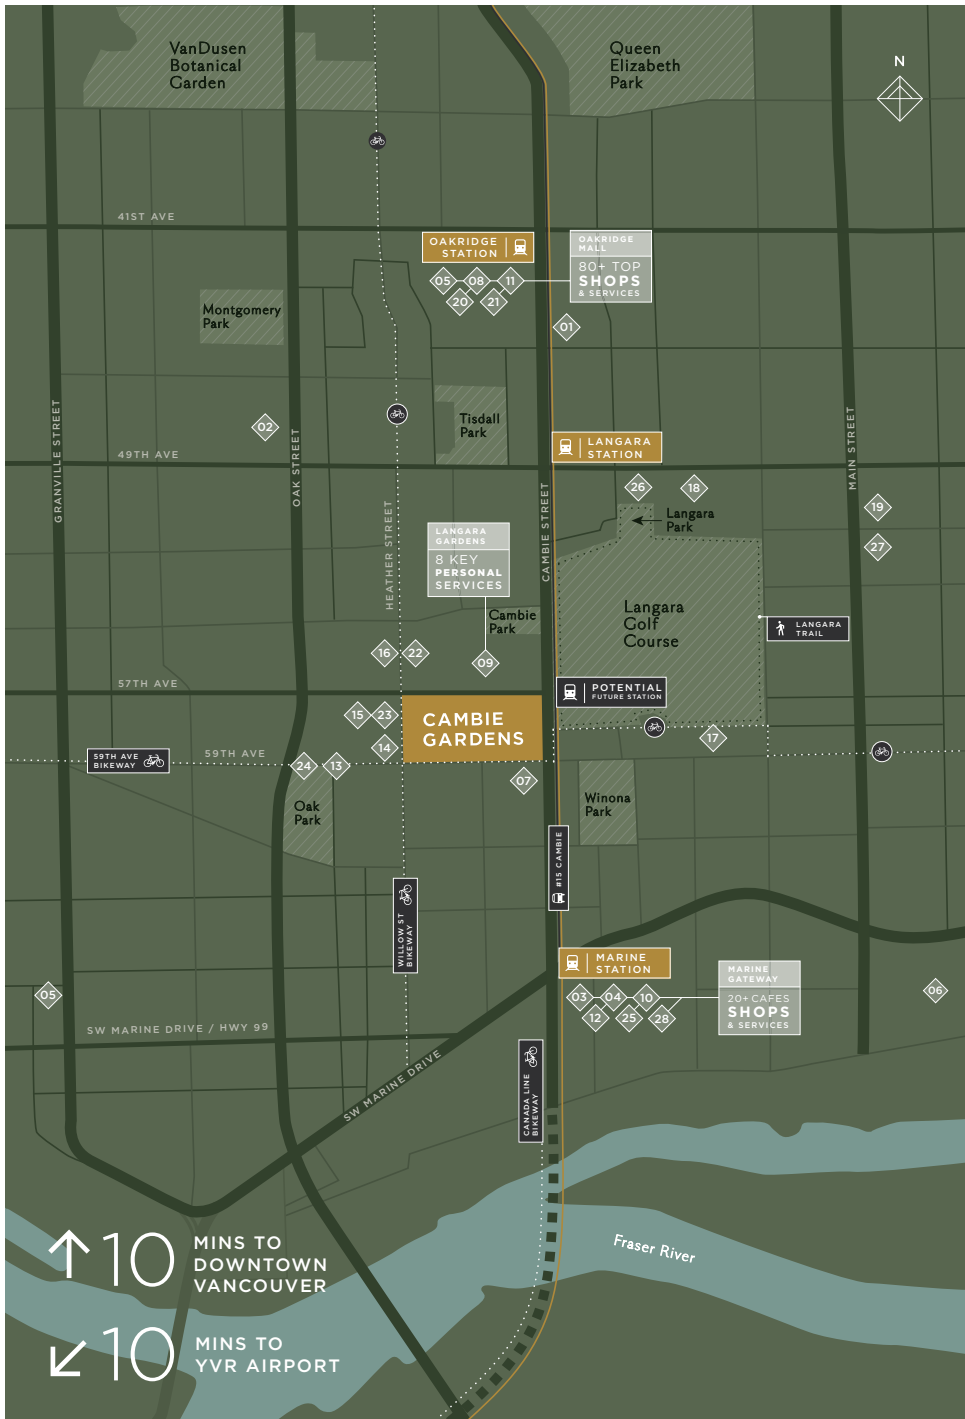 VanDusen
Botanical
Garden
Queen
Elizabeth
Park
N
41ST AVE
OAKRIDGE
STATION
OAKRIDGE
MALL
80+ TOP
SHOPS
& SERVICES
05
08
11
20
21
01
Montgomery
Park
GRANVILLE STREET
02
OAK STREET
Tisdall
Park
49TH AVE
LANGARA
STATION
MAIN STREET
HEATHER STREET
CAMBIE STREET
26
18
Langara
Park
19
27
LANGARA
GARDENS
8 KEY
PERSONAL
SERVICES
Cambie
Park
Langara
Golf
Course
LANGARA
TRAIL
16
22
09
57TH AVE
POTENTIAL
FUTURE STATION
15
23
14
CAMBIE
GARDENS
17
59TH AVE
BIKEWAY
59TH AVE
24
13
07
Oak
Park
Winona
Park
#15 CAMBIE
WILLOW ST
BIKEWAY
MARINE
STATION
MARINE
GATEWAY
20+ CAFES
SHOPS
& SERVICES
05
03
04
10
12
25
28
06
SW MARINE DRIVE / HWY 99
SW MARINE DRIVE
CANADA LINE
BIKEWAY
Fraser River
10
MINS TO
DOWNTOWN
VANCOUVER
10
MINS TO
YVR AIRPORT